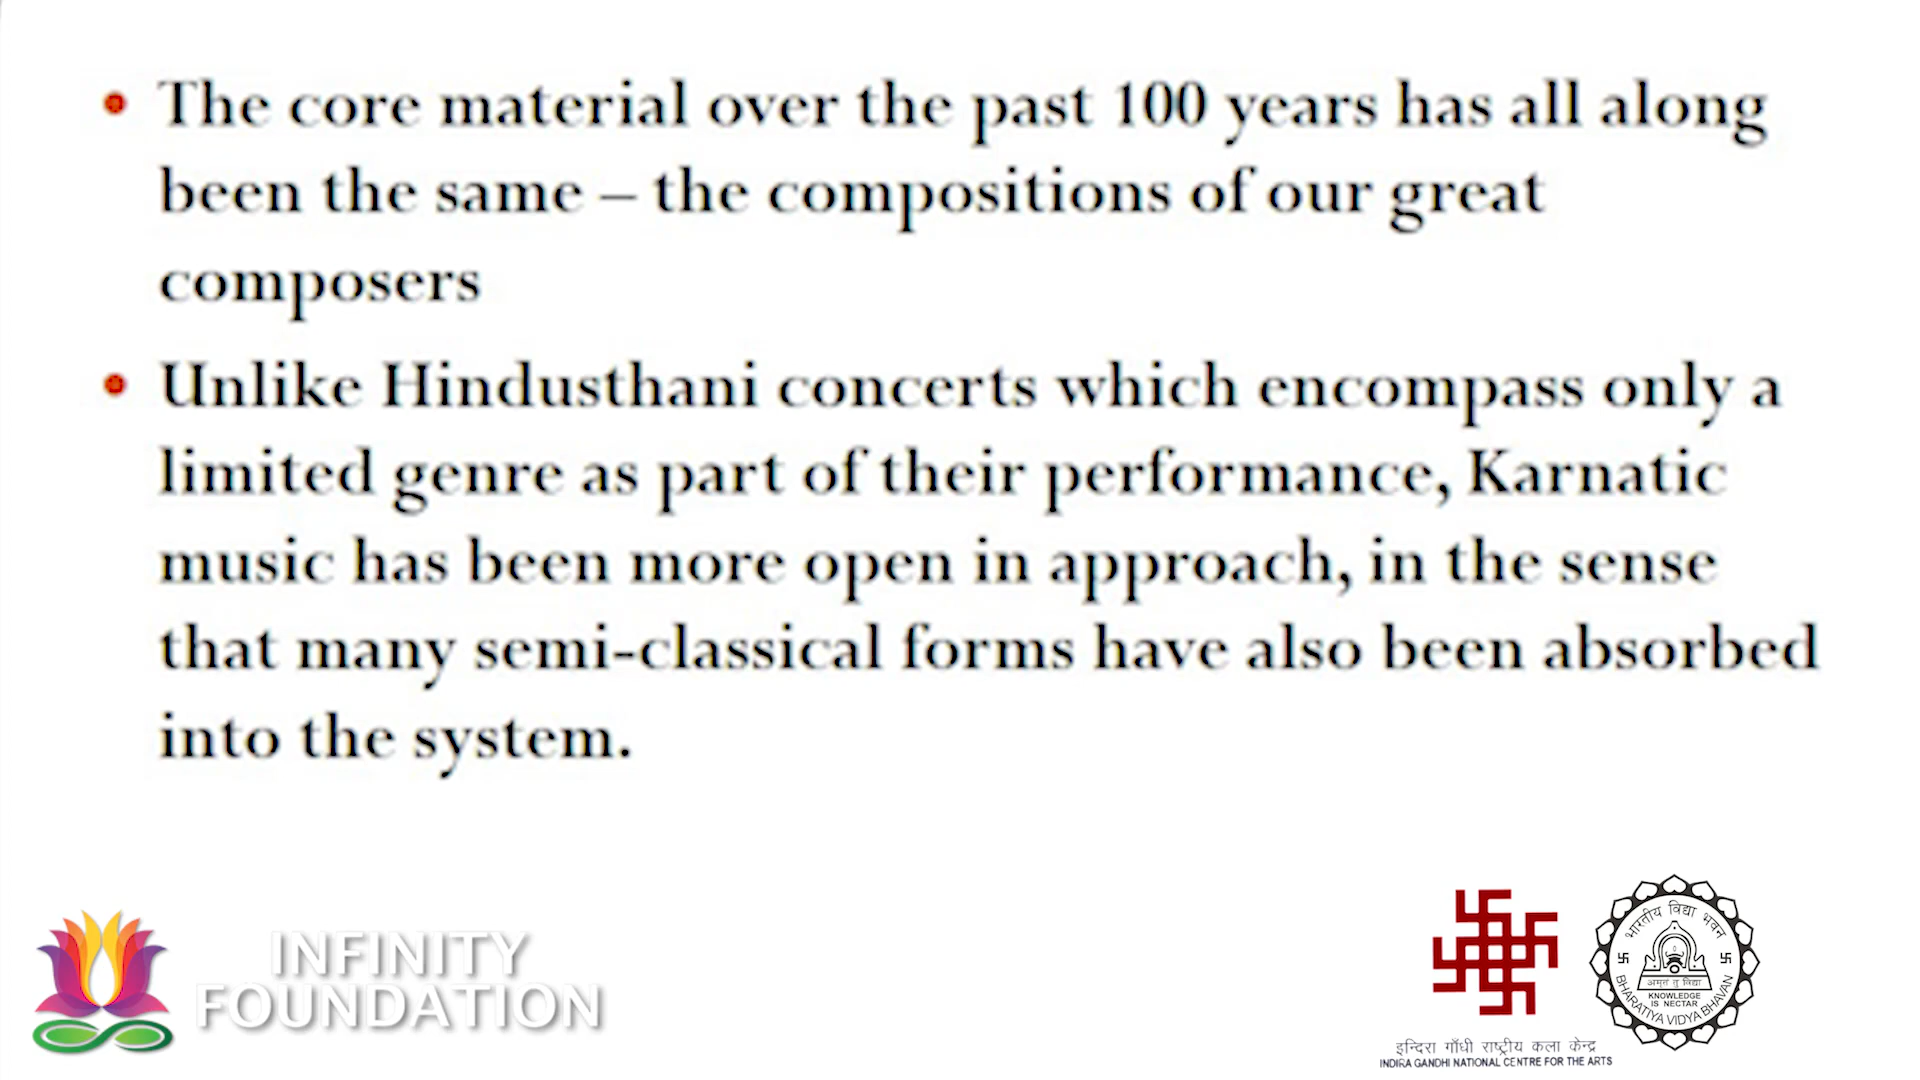 The core material over the past 100 years has all along
been the same – the compositions of our great
composers
Unlike Hindusthani concerts which encompass only a
limited genre as part of their performance, Karnatic
music has been more open in approach, in the sense
that many semi-classical forms have also been absorbed
into the system.
INFINITY
FOUNDATION
इन्दिरा गाँधी राष्ट्रीय कला केन्द्र
INDIRA GANDHI NATIONAL CENTRE FOR THE ARTS
भारतीय विद्या भवन
अमृतं तु विद्या
KNOWLEDGE
IS NECTAR
BHARATIYA VIDYA BHAVAN